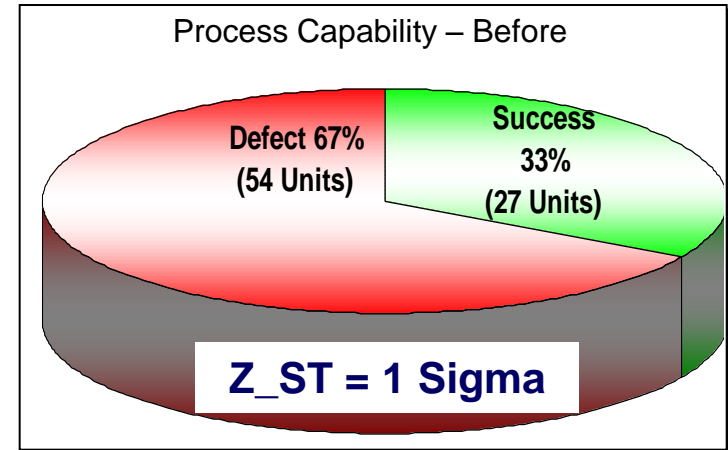 Process Capability – Before
Defect 67%
(54 Units)
Success
33%
(27 Units)
Z_ST = 1 Sigma